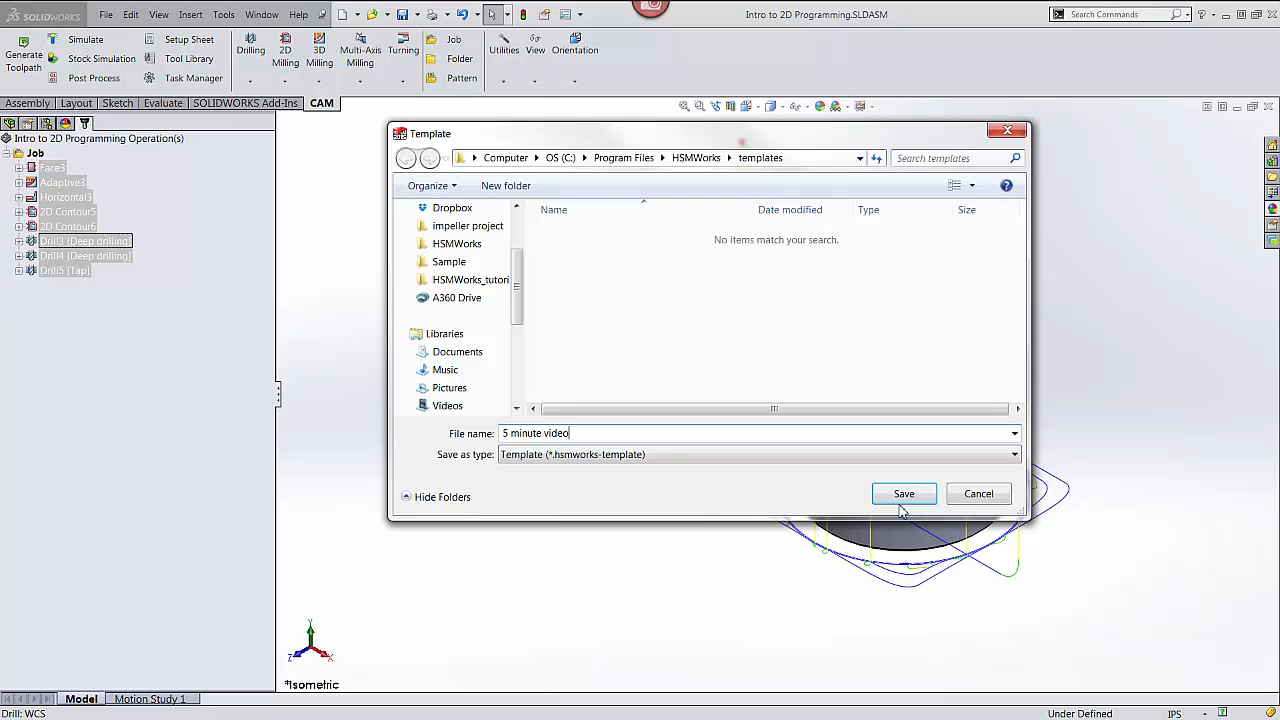 SOLIDWORKS
File Edit View Insert Tools Window Help
Intro to 2D Programming.SLDASM
Search Commands
Generate Toolpath
Simulate
Stock Simulation
Post Process
Setup Sheet
Tool Library
Task Manager
Drilling
2D Milling
3D Milling
Multi-Axis Milling
Turning
Job
Folder
Pattern
Utilities
View
Orientation
Assembly Layout Sketch Evaluate SOLIDWORKS Add-Ins CAM
Intro to 2D Programming Operation(s)
Job
Face3
Adaptive3
Horizontal3
2D Contour5
2D Contour6
Drill3 [Deep drilling]
Drill4 [Deep drilling]
Drill5 [Tap]
Template
Computer OS (C:) Program Files HSMWorks templates
Search templates
Organize New folder
Name Date modified Type Size
No items match your search.
Dropbox
impeller project
HSMWorks
Sample
HSMWorks_tutori
A360 Drive
Libraries
Documents
Music
Pictures
Videos
File name: 5 minute video
Save as type: Template (*.hsmworks-template)
Hide Folders
Save Cancel
Y
Z X
*Isometric
Model Motion Study 1
Drill: WCS Under Defined IPS